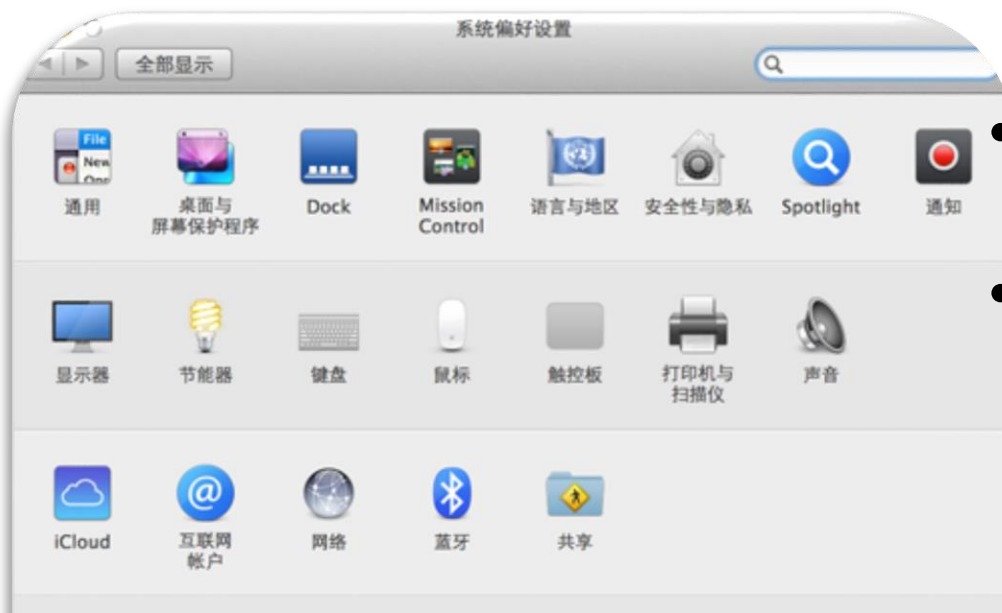 系统偏好设置
全部显示
File
New
通用
桌面与
屏幕保护程序
Dock
Mission
Control
语言与地区
安全性与隐私
Spotlight
通知
显示器
节能器
键盘
鼠标
触控板
打印机与
扫描仪
声音
iCloud
互联网
帐户
网络
蓝牙
共享